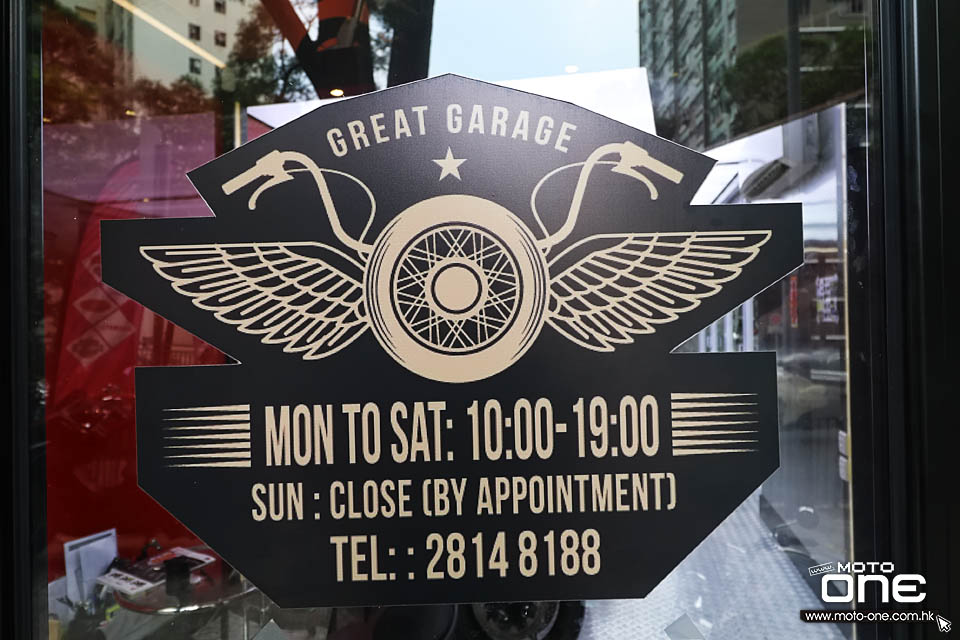 GREAT GARAGE
MON TO SAT: 10:00-19:00
SUN : CLOSE (BY APPOINTMENT)
TEL: : 2814 8188
www.
MOTO
ONE
www.moto-one.com.hk